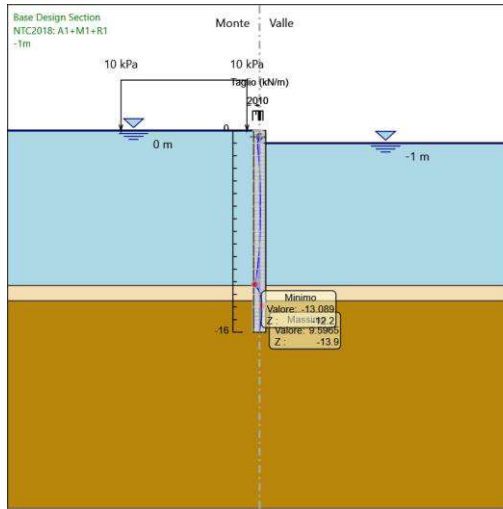 Base Design Section
NTC2018: A1+M1+R1
-1m
Monte
Valle
10 kPa
10 kPa
Taglio (kN/m)
2010
0
0 m
-1 m
Minimo
Valore: -13.089
Z : -12.2
Massimo
Valore: 9.5965
Z : -13.9
-16